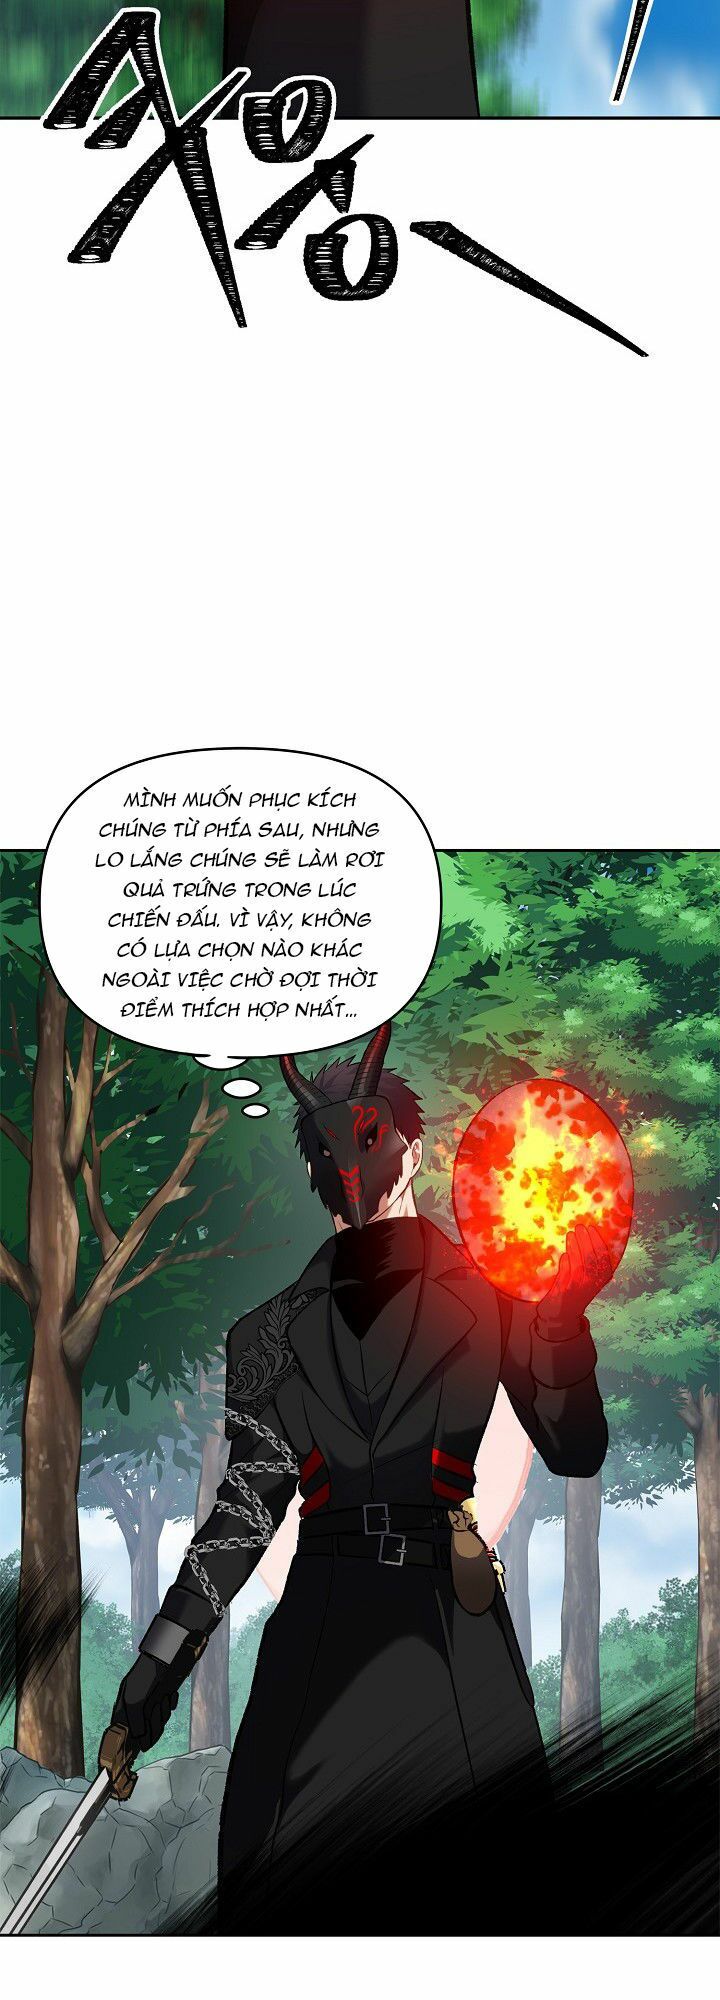 MÌNH MUỐN PHỤC KÍCH
CHÚNG TỪ PHÍA SAU, NHƯNG
LO LẮNG CHÚNG SẼ LÀM RƠI
QUẢ TRỨNG TRONG LÚC
CHIẾN ĐẤU. VÌ VẬY, KHÔNG
CÓ LỰA CHỌN NÀO KHÁC
NGOÀI VIỆC CHỜ ĐỢI THỜI
ĐIỂM THÍCH HỢP NHẤT...